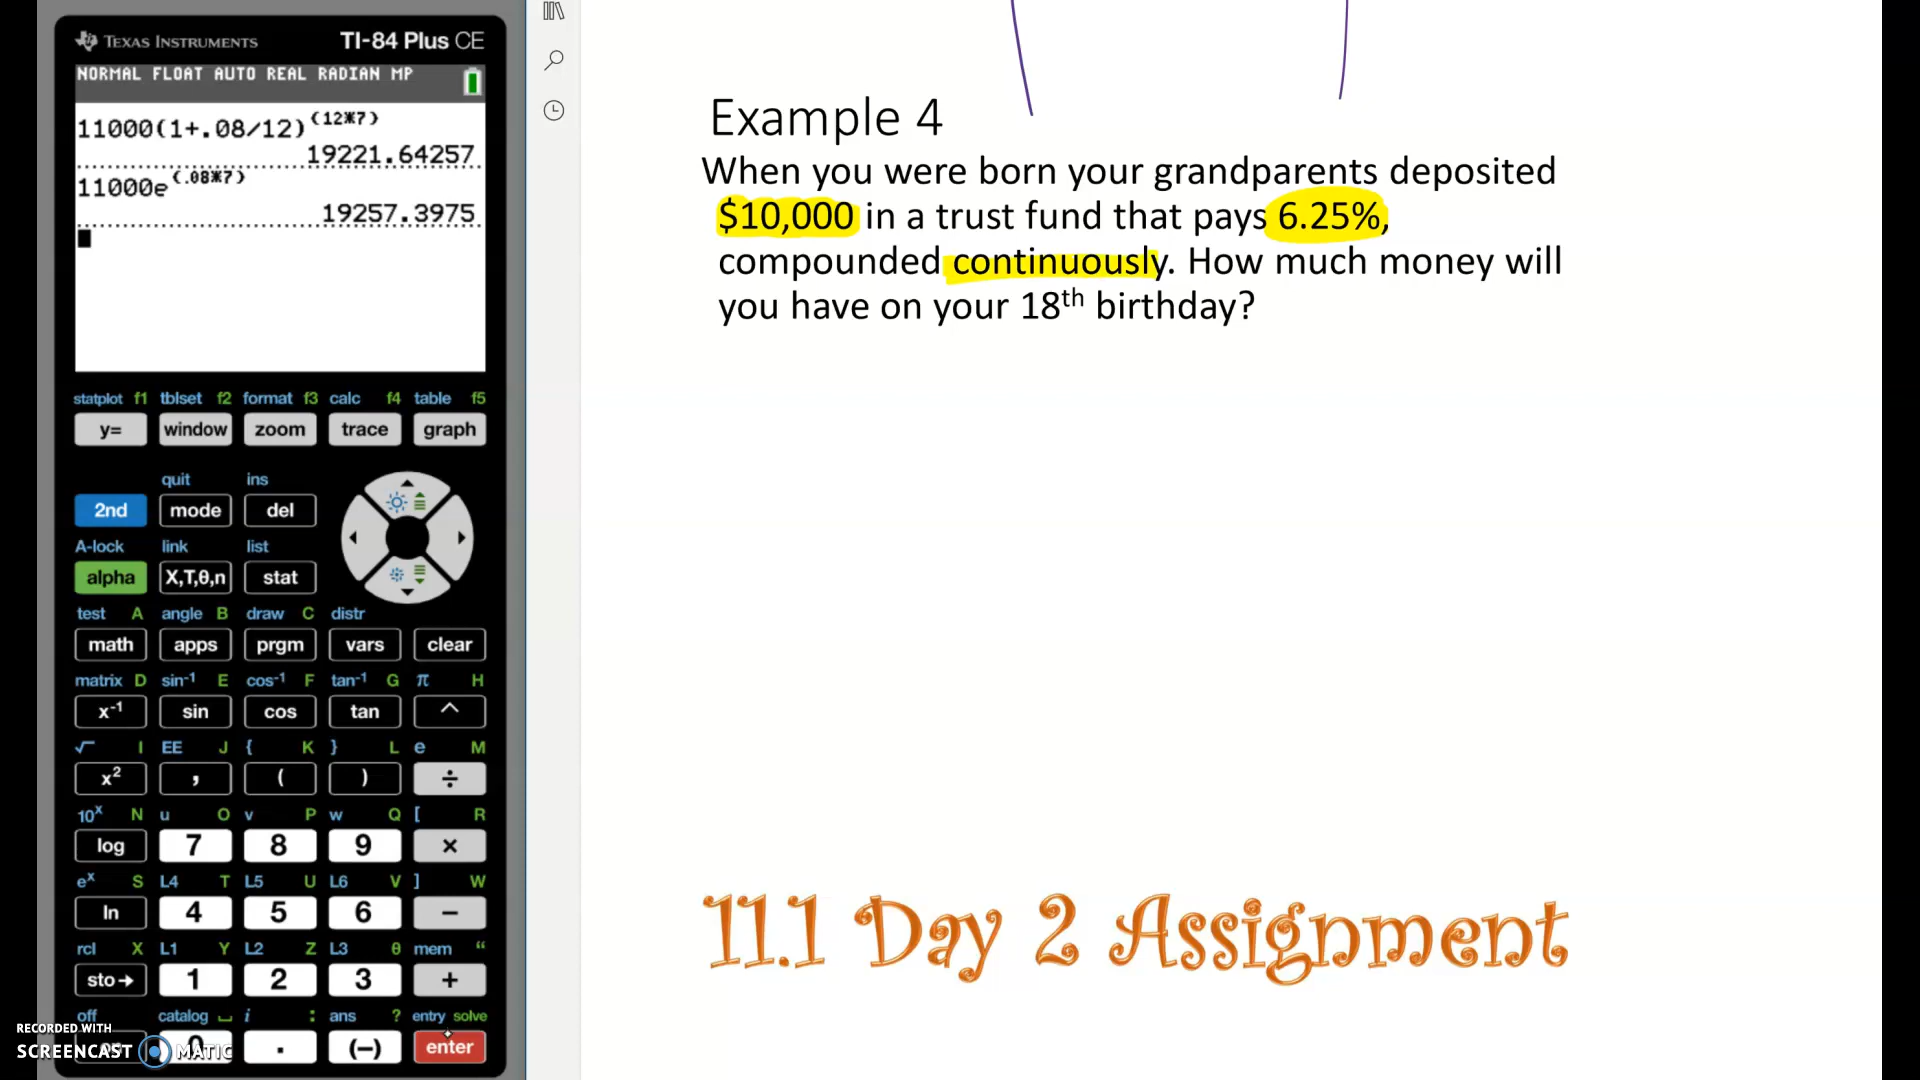 TEXAS INSTRUMENTS TI-84 Plus CE
NORMAL FLOAT AUTO REAL RADIAN MP
11000(1+.08/12)^(12*7)
19221.64257
11000e^(.08*7)
19257.3975
statplot f1 tblset f2 format f3 calc f4 table f5
y= window zoom trace graph
quit ins
2nd mode del
A-lock link list
alpha X,T,θ,n stat
test A angle B draw C distr
math apps prgm vars clear
matrix D sin⁻¹ E cos⁻¹ F tan⁻¹ G π H
x⁻¹ sin cos tan ^
√ I EE J { K } L e M
x² , ( ) ÷
10ˣ N u O v P w Q [ R
log 7 8 9 ×
eˣ S L4 T L5 U L6 V ] W
ln 4 5 6 −
rcl X L1 Y L2 Z L3 θ mem “
sto→ 1 2 3 +
off catalog ⎵ i : ans ? entry solve
on 0 . (−) enter
RECORDED WITH
SCREENCAST MATIC
Example 4
When you were born your grandparents deposited
$10,000 in a trust fund that pays 6.25%,
compounded continuously. How much money will
you have on your 18th birthday?
11.1 Day 2 Assignment